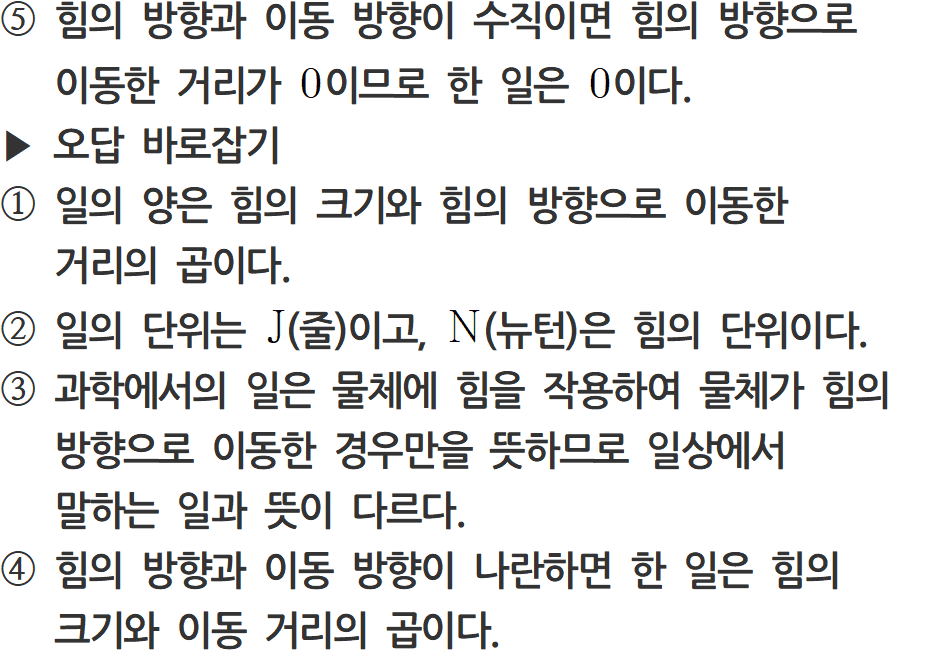 ⑤ 힘의 방향과 이동 방향이 수직이면 힘의 방향으로
이동한 거리가 0이므로 한 일은 0이다.
▶ 오답 바로잡기
① 일의 양은 힘의 크기와 힘의 방향으로 이동한
거리의 곱이다.
② 일의 단위는 J(줄)이고, N(뉴턴)은 힘의 단위이다.
③ 과학에서의 일은 물체에 힘을 작용하여 물체가 힘의
방향으로 이동한 경우만을 뜻하므로 일상에서
말하는 일과 뜻이 다르다.
④ 힘의 방향과 이동 방향이 나란하면 한 일은 힘의
크기와 이동 거리의 곱이다.